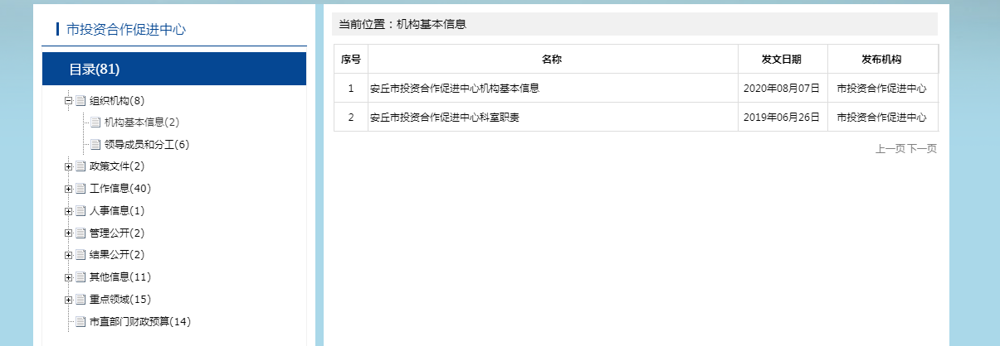 市投资合作促进中心
目录(81)
组织机构(8)
机构基本信息(2)
领导成员和分工(6)
政策文件(2)
工作信息(40)
人事信息(1)
管理公开(2)
结果公开(2)
其他信息(11)
重点领域(15)
市直部门财政预算(14)
当前位置：机构基本信息
序号 名称 发文日期 发布机构
1 安丘市投资合作促进中心机构基本信息 2020年08月07日 市投资合作促进中心
2 安丘市投资合作促进中心科室职责 2019年06月26日 市投资合作促进中心
上一页 下一页